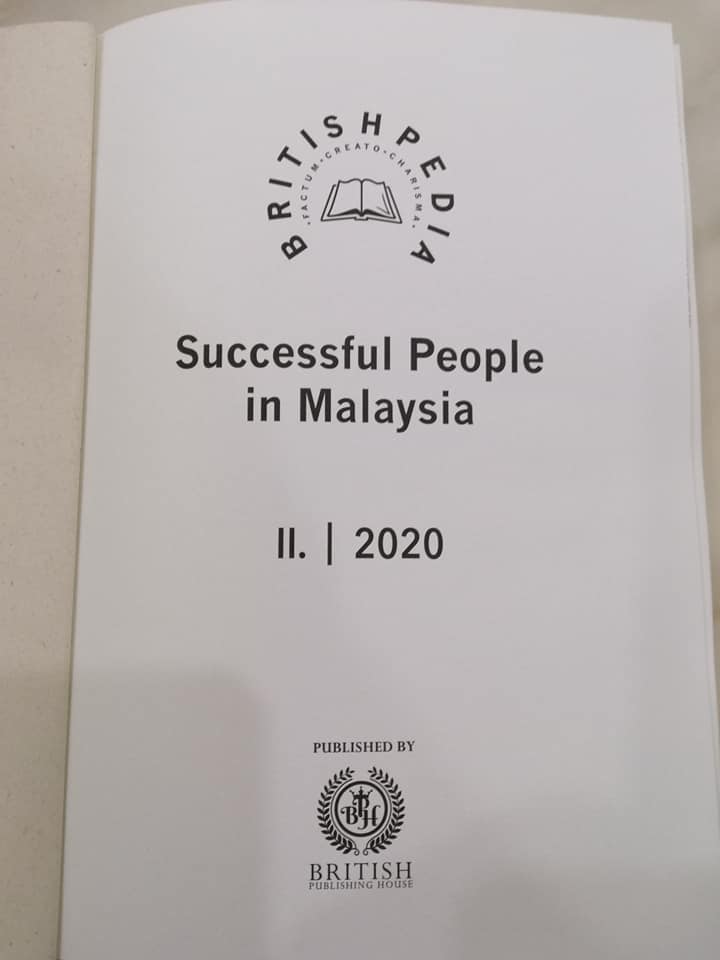 BRITISHPEDIA
·FACTUM·CREATO·CHARISMA·
Successful People
in Malaysia
II. | 2020
PUBLISHED BY
BPH
BRITISH
PUBLISHING HOUSE